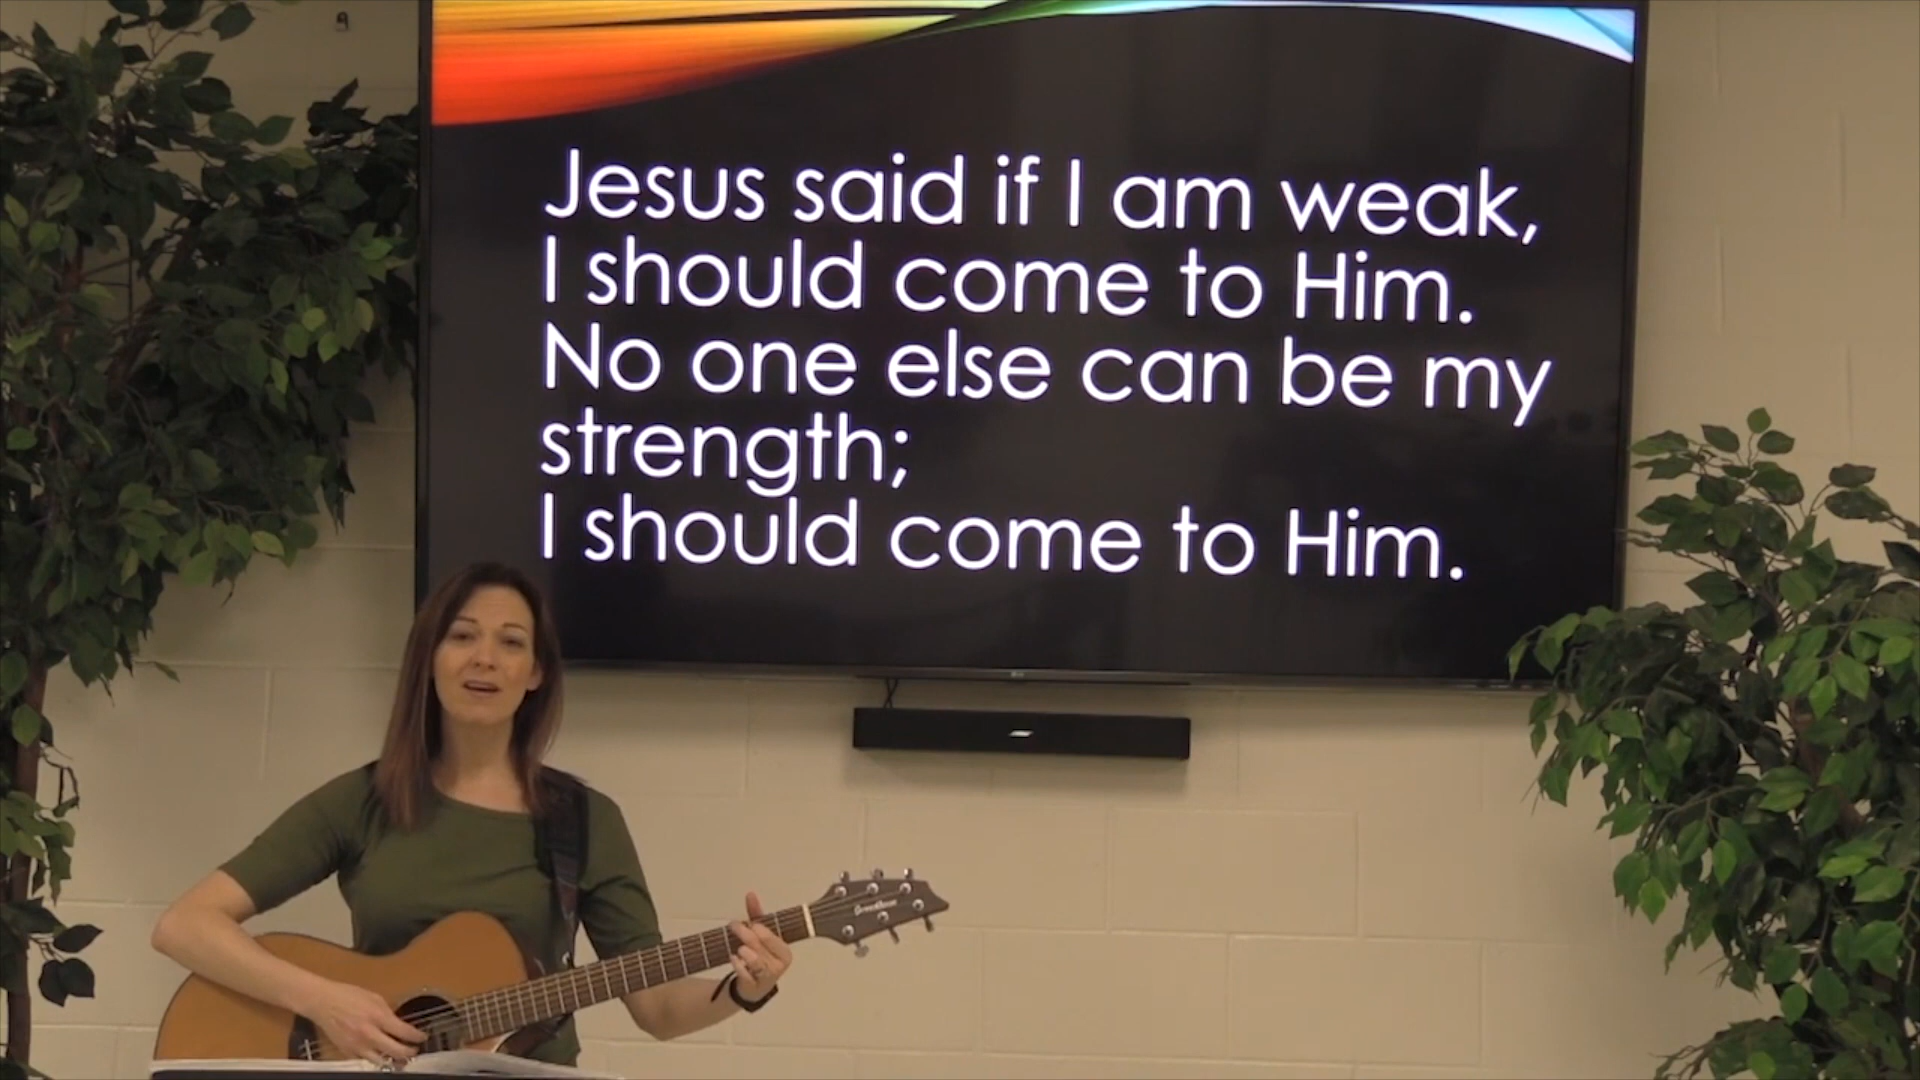 Jesus said if I am weak,
I should come to Him.
No one else can be my
strength;
I should come to Him.